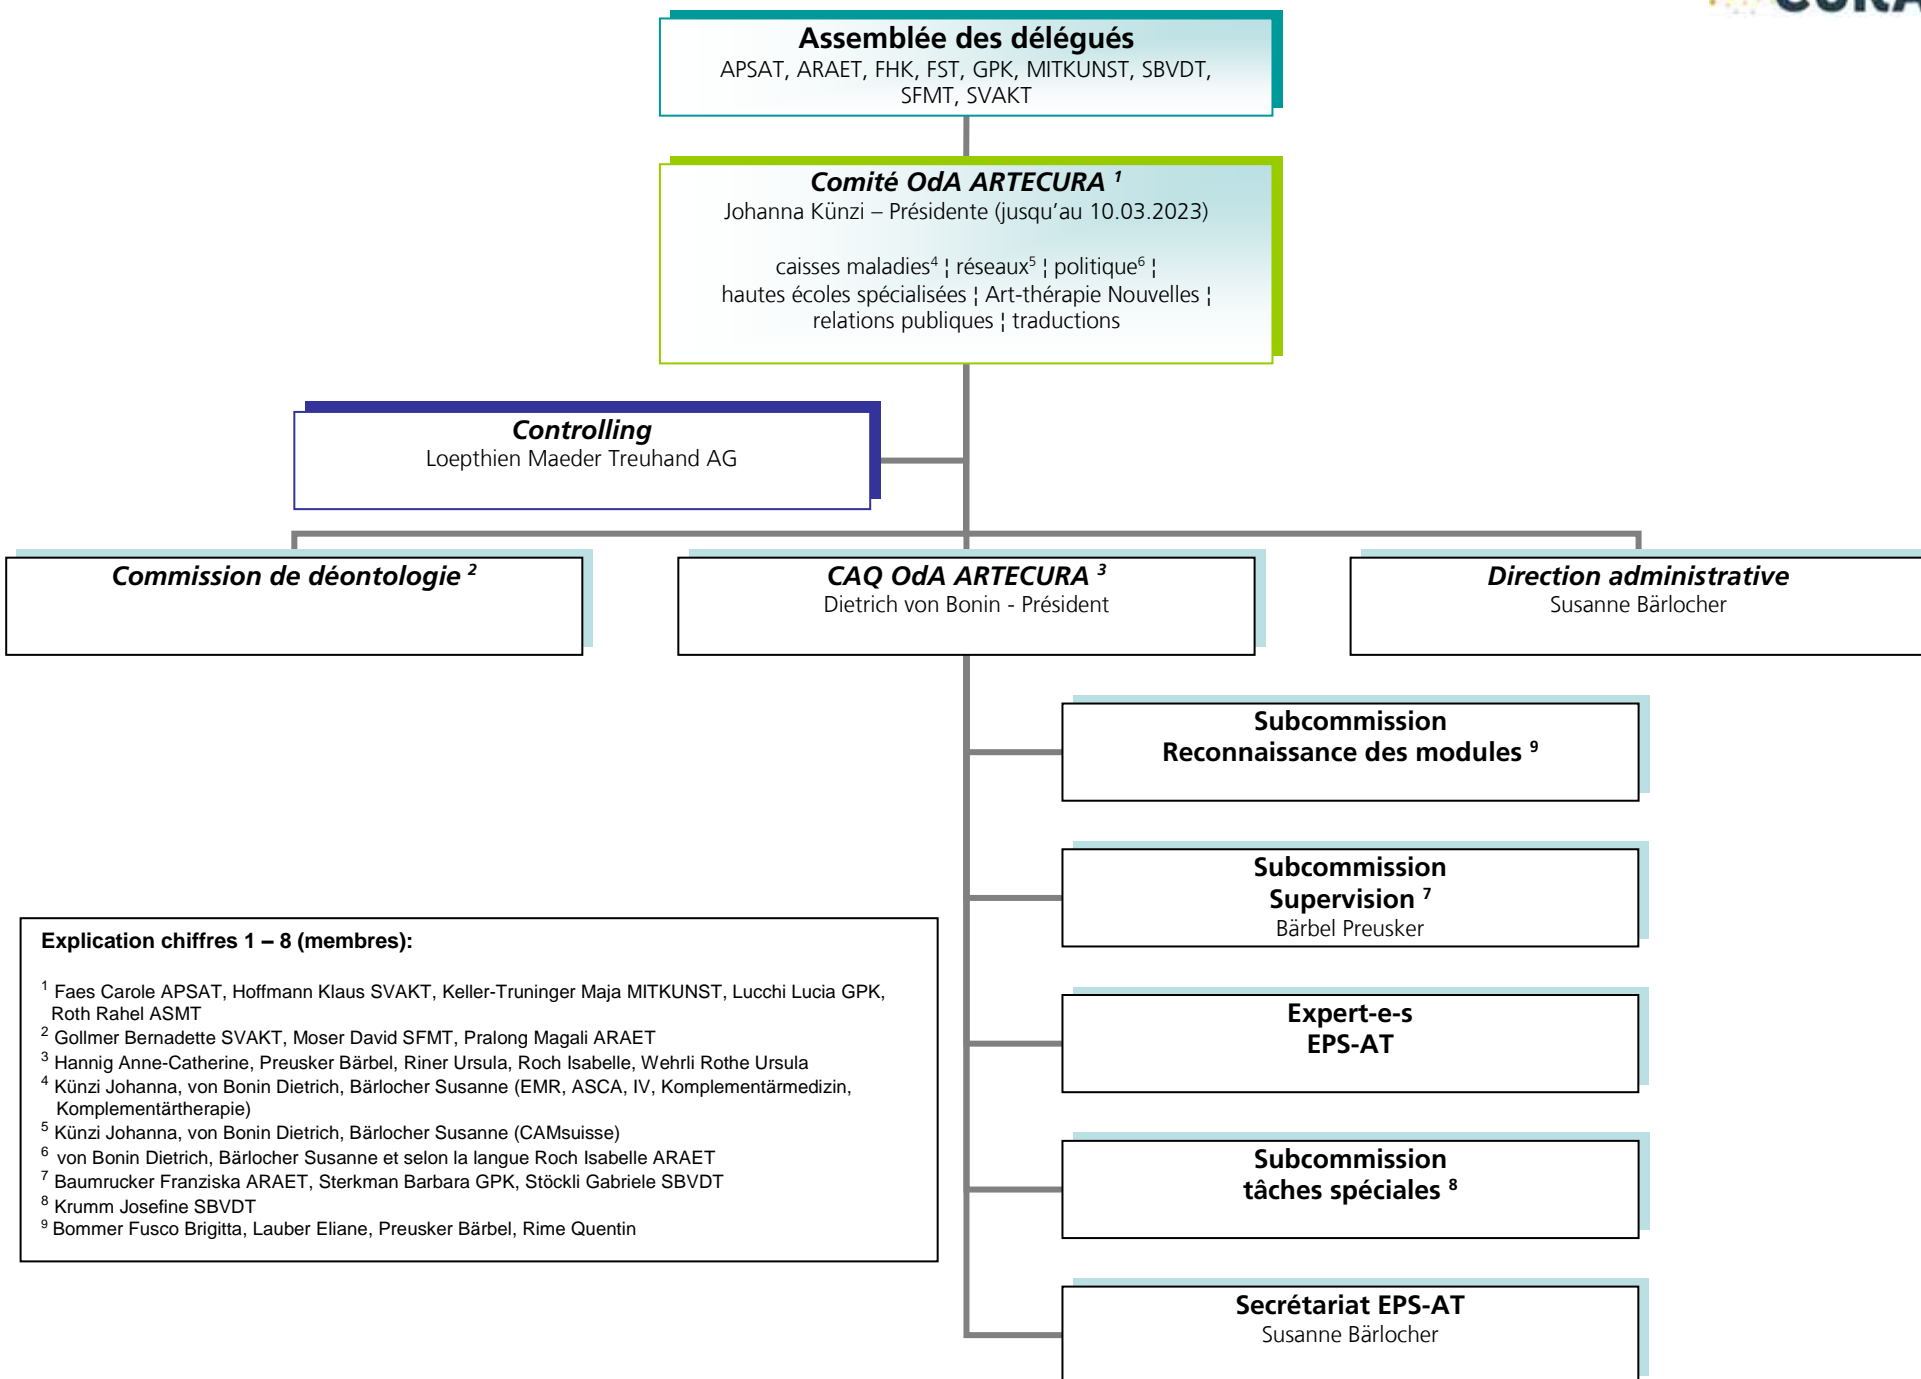 CURA
Assemblée des délégués
APSAT, ARAET, FHK, FST, GPK, MITKUNST, SBVDT,
SFMT, SVAKT
Comité OdA ARTECURA ¹
Johanna Künzi – Présidente (jusqu'au 10.03.2023)
caisses maladies⁴ ¦ réseaux⁵ ¦ politique⁶ ¦
hautes écoles spécialisées ¦ Art-thérapie Nouvelles ¦
relations publiques ¦ traductions
Controlling
Loepthien Maeder Treuhand AG
Commission de déontologie ²
CAQ OdA ARTECURA ³
Dietrich von Bonin - Président
Direction administrative
Susanne Bärlocher
Subcommission
Reconnaissance des modules ⁹
Subcommission
Supervision ⁷
Bärbel Preusker
Expert-e-s
EPS-AT
Subcommission
tâches spéciales ⁸
Secrétariat EPS-AT
Susanne Bärlocher
Explication chiffres 1 – 8 (membres):
¹ Faes Carole APSAT, Hoffmann Klaus SVAKT, Keller-Truninger Maja MITKUNST, Lucchi Lucia GPK,
Roth Rahel ASMT
² Gollmer Bernadette SVAKT, Moser David SFMT, Pralong Magali ARAET
³ Hannig Anne-Catherine, Preusker Bärbel, Riner Ursula, Roch Isabelle, Wehrli Rothe Ursula
⁴ Künzi Johanna, von Bonin Dietrich, Bärlocher Susanne (EMR, ASCA, IV, Komplementärmedizin,
Komplementärtherapie)
⁵ Künzi Johanna, von Bonin Dietrich, Bärlocher Susanne (CAMsuisse)
⁶ von Bonin Dietrich, Bärlocher Susanne et selon la langue Roch Isabelle ARAET
⁷ Baumrucker Franziska ARAET, Sterkman Barbara GPK, Stöckli Gabriele SBVDT
⁸ Krumm Josefine SBVDT
⁹ Bommer Fusco Brigitta, Lauber Eliane, Preusker Bärbel, Rime Quentin